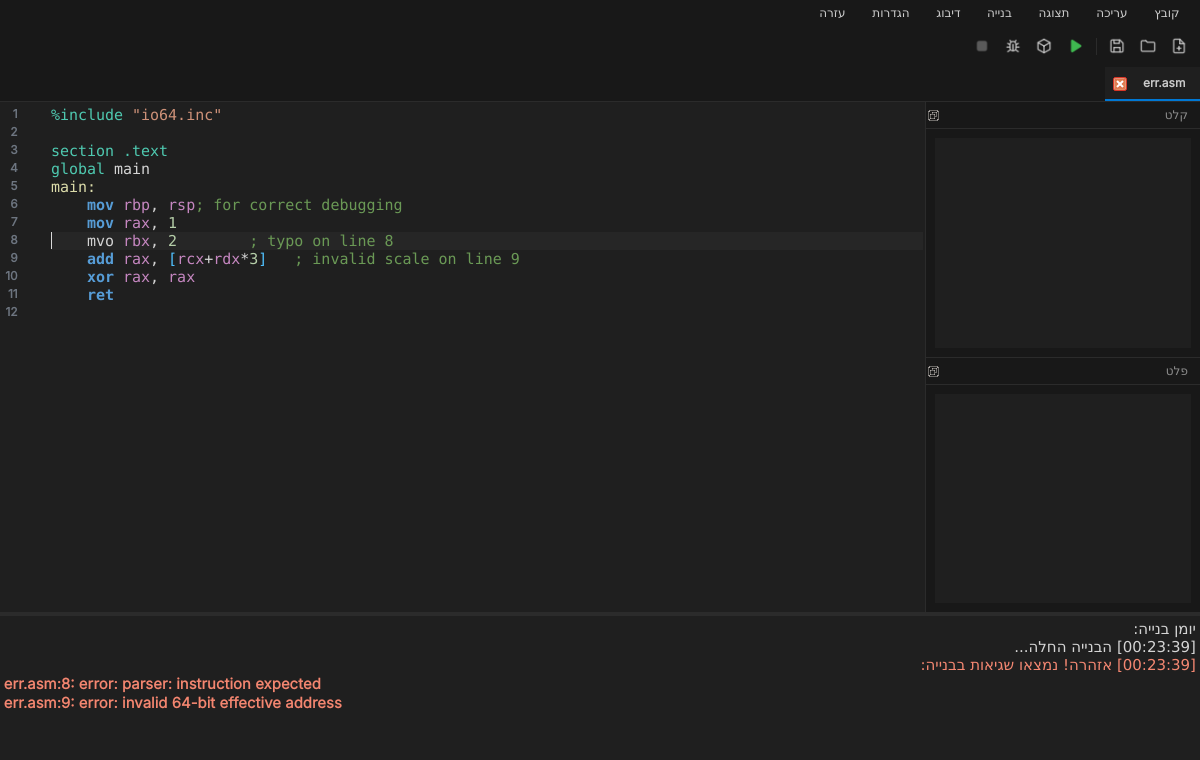 קובץ עריכה תצוגה בנייה דיבוג הגדרות עזרה
err.asm
1 %include "io64.inc"
2
3 section .text
4 global main
5 main:
6 mov rbp, rsp; for correct debugging
7 mov rax, 1
8 mvo rbx, 2 ; typo on line 8
9 add rax, [rcx+rdx*3] ; invalid scale on line 9
10 xor rax, rax
11 ret
12
קלט
פלט
יומן בנייה:
[00:23:39] הבנייה החלה...
[00:23:39] אזהרה! נמצאו שגיאות בבנייה:
err.asm:8: error: parser: instruction expected
err.asm:9: error: invalid 64-bit effective address